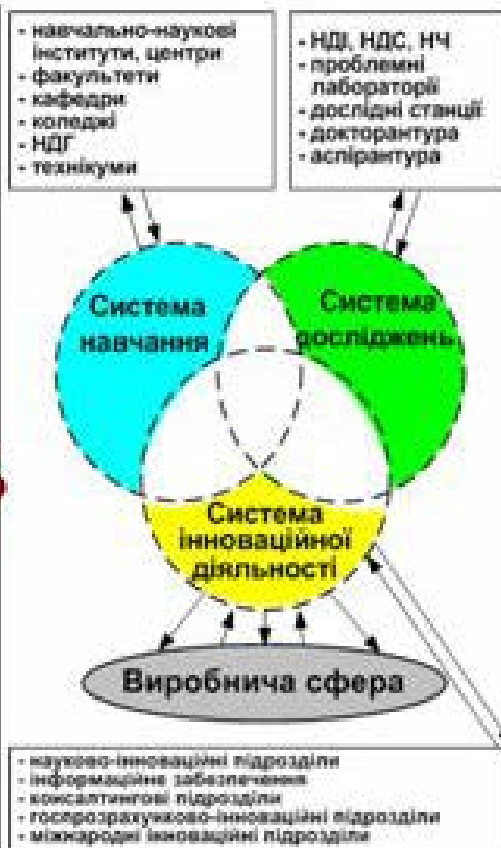 - навчально-наукові
інститути, центри
- факультети
- кафедри
- коледжі
- НДГ
- технікуми
- НДІ, НДС, НЧ
- проблемні
лабораторії
- дослідні станції
- докторантура
- аспірантура
Система
навчання
Система
досліджень
Система
інноваційної
діяльності
Виробнича сфера
- науково-інноваційні підрозділи
- інформаційне забезпечення
- консалтингові підрозділи
- госпрозрахунково-інноваційні підрозділи
- міжнародні інноваційні підрозділи